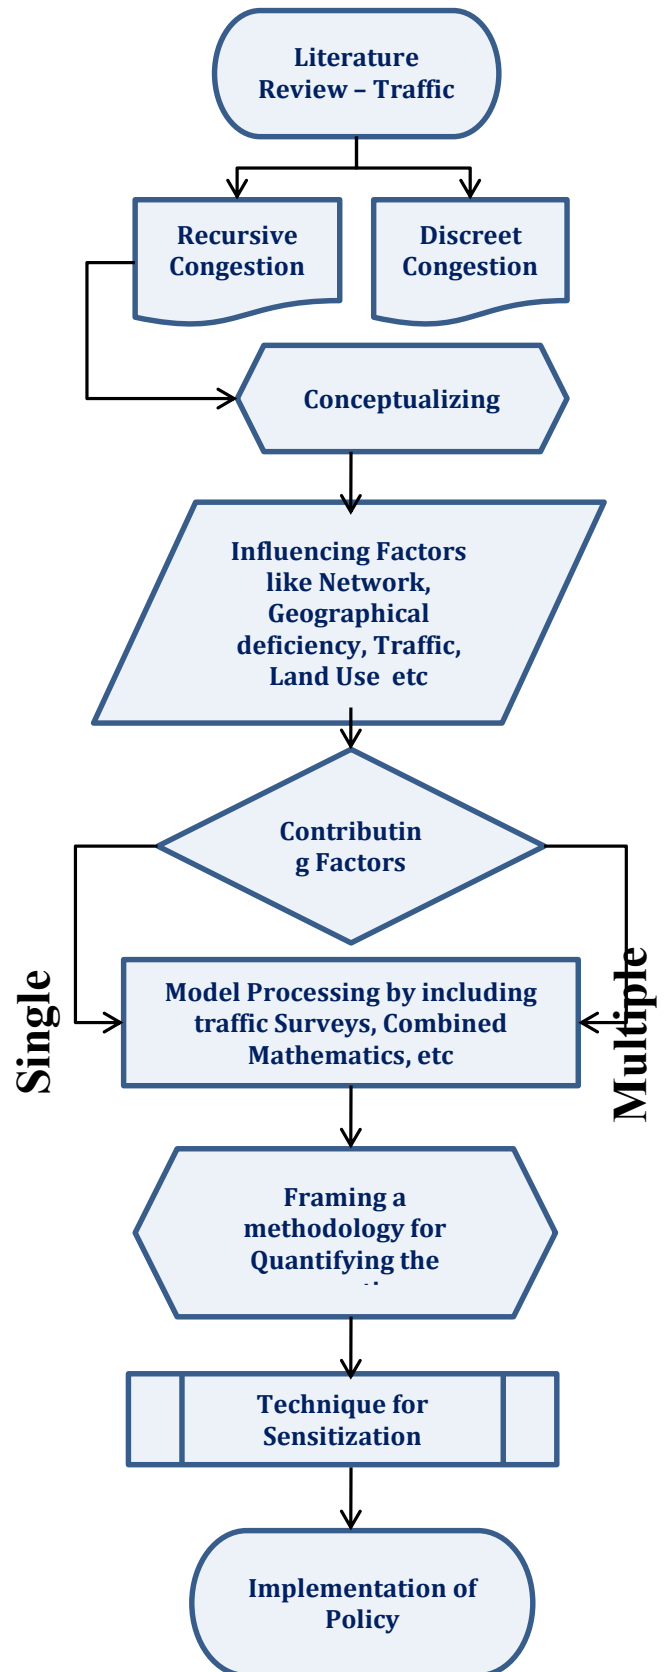 Literature
Review – Traffic
Recursive
Congestion
Discreet
Congestion
Conceptualizing
Influencing Factors
like Network,
Geographical
deficiency, Traffic,
Land Use etc
Contributin
g Factors
Single
Multiple
Model Processing by including
traffic Surveys, Combined
Mathematics, etc
Framing a
methodology for
Quantifying the
Technique for
Sensitization
Implementation of
Policy